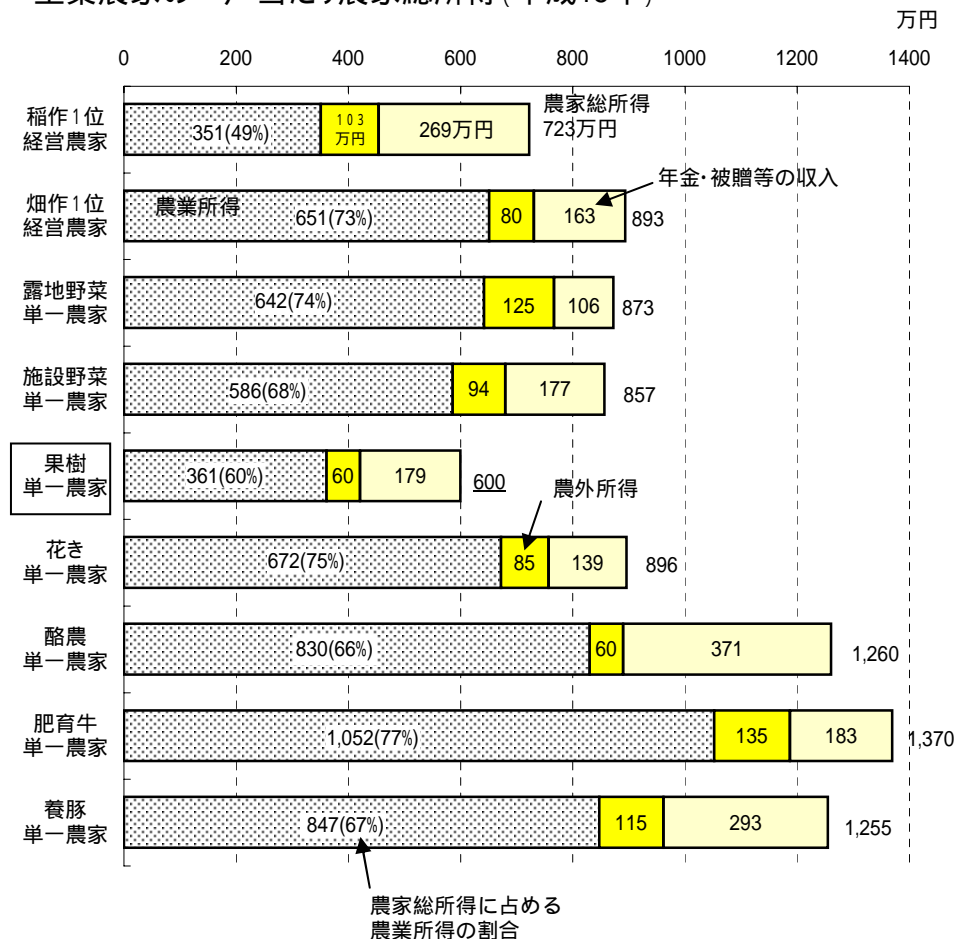 万円
0 200 400 600 800 1000 1200 1400
稲作1位
経営農家
351(49%)
103
万円
269万円
農家総所得
723万円
年金・被贈等の収入
畑作1位
経営農家
農業所得
651(73%)
80
163
893
露地野菜
単一農家
642(74%)
125
106
873
施設野菜
単一農家
586(68%)
94
177
857
果樹
単一農家
361(60%)
60
179
600
農外所得
花き
単一農家
672(75%)
85
139
896
酪農
単一農家
830(66%)
60
371
1,260
肥育牛
単一農家
1,052(77%)
135
183
1,370
養豚
単一農家
847(67%)
115
293
1,255
農家総所得に占める
農業所得の割合